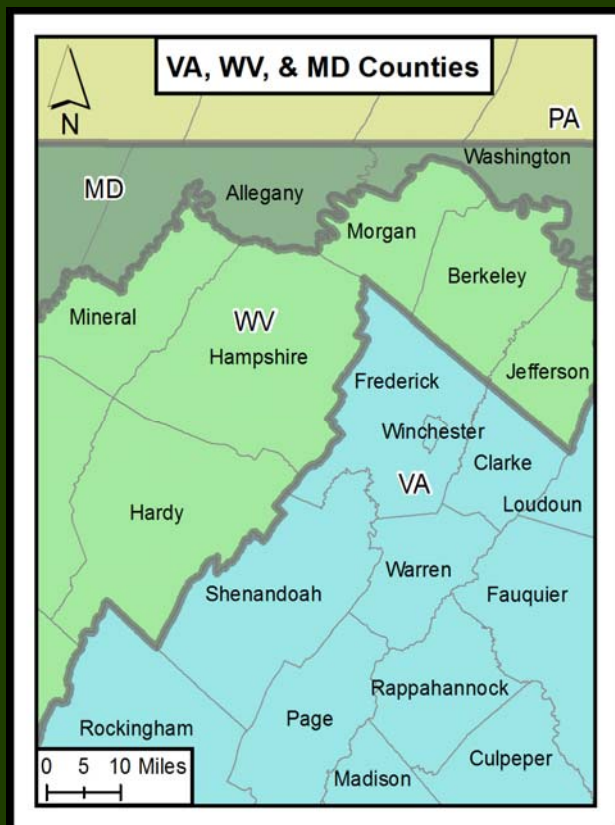 VA, WV, & MD Counties
N
PA
Washington
MD
Allegany
Morgan
Berkeley
Mineral
WV
Hampshire
Jefferson
Frederick
Winchester
Clarke
VA
Loudoun
Hardy
Warren
Shenandoah
Fauquier
Rappahannock
Page
Rockingham
Culpeper
Madison
0 5 10 Miles